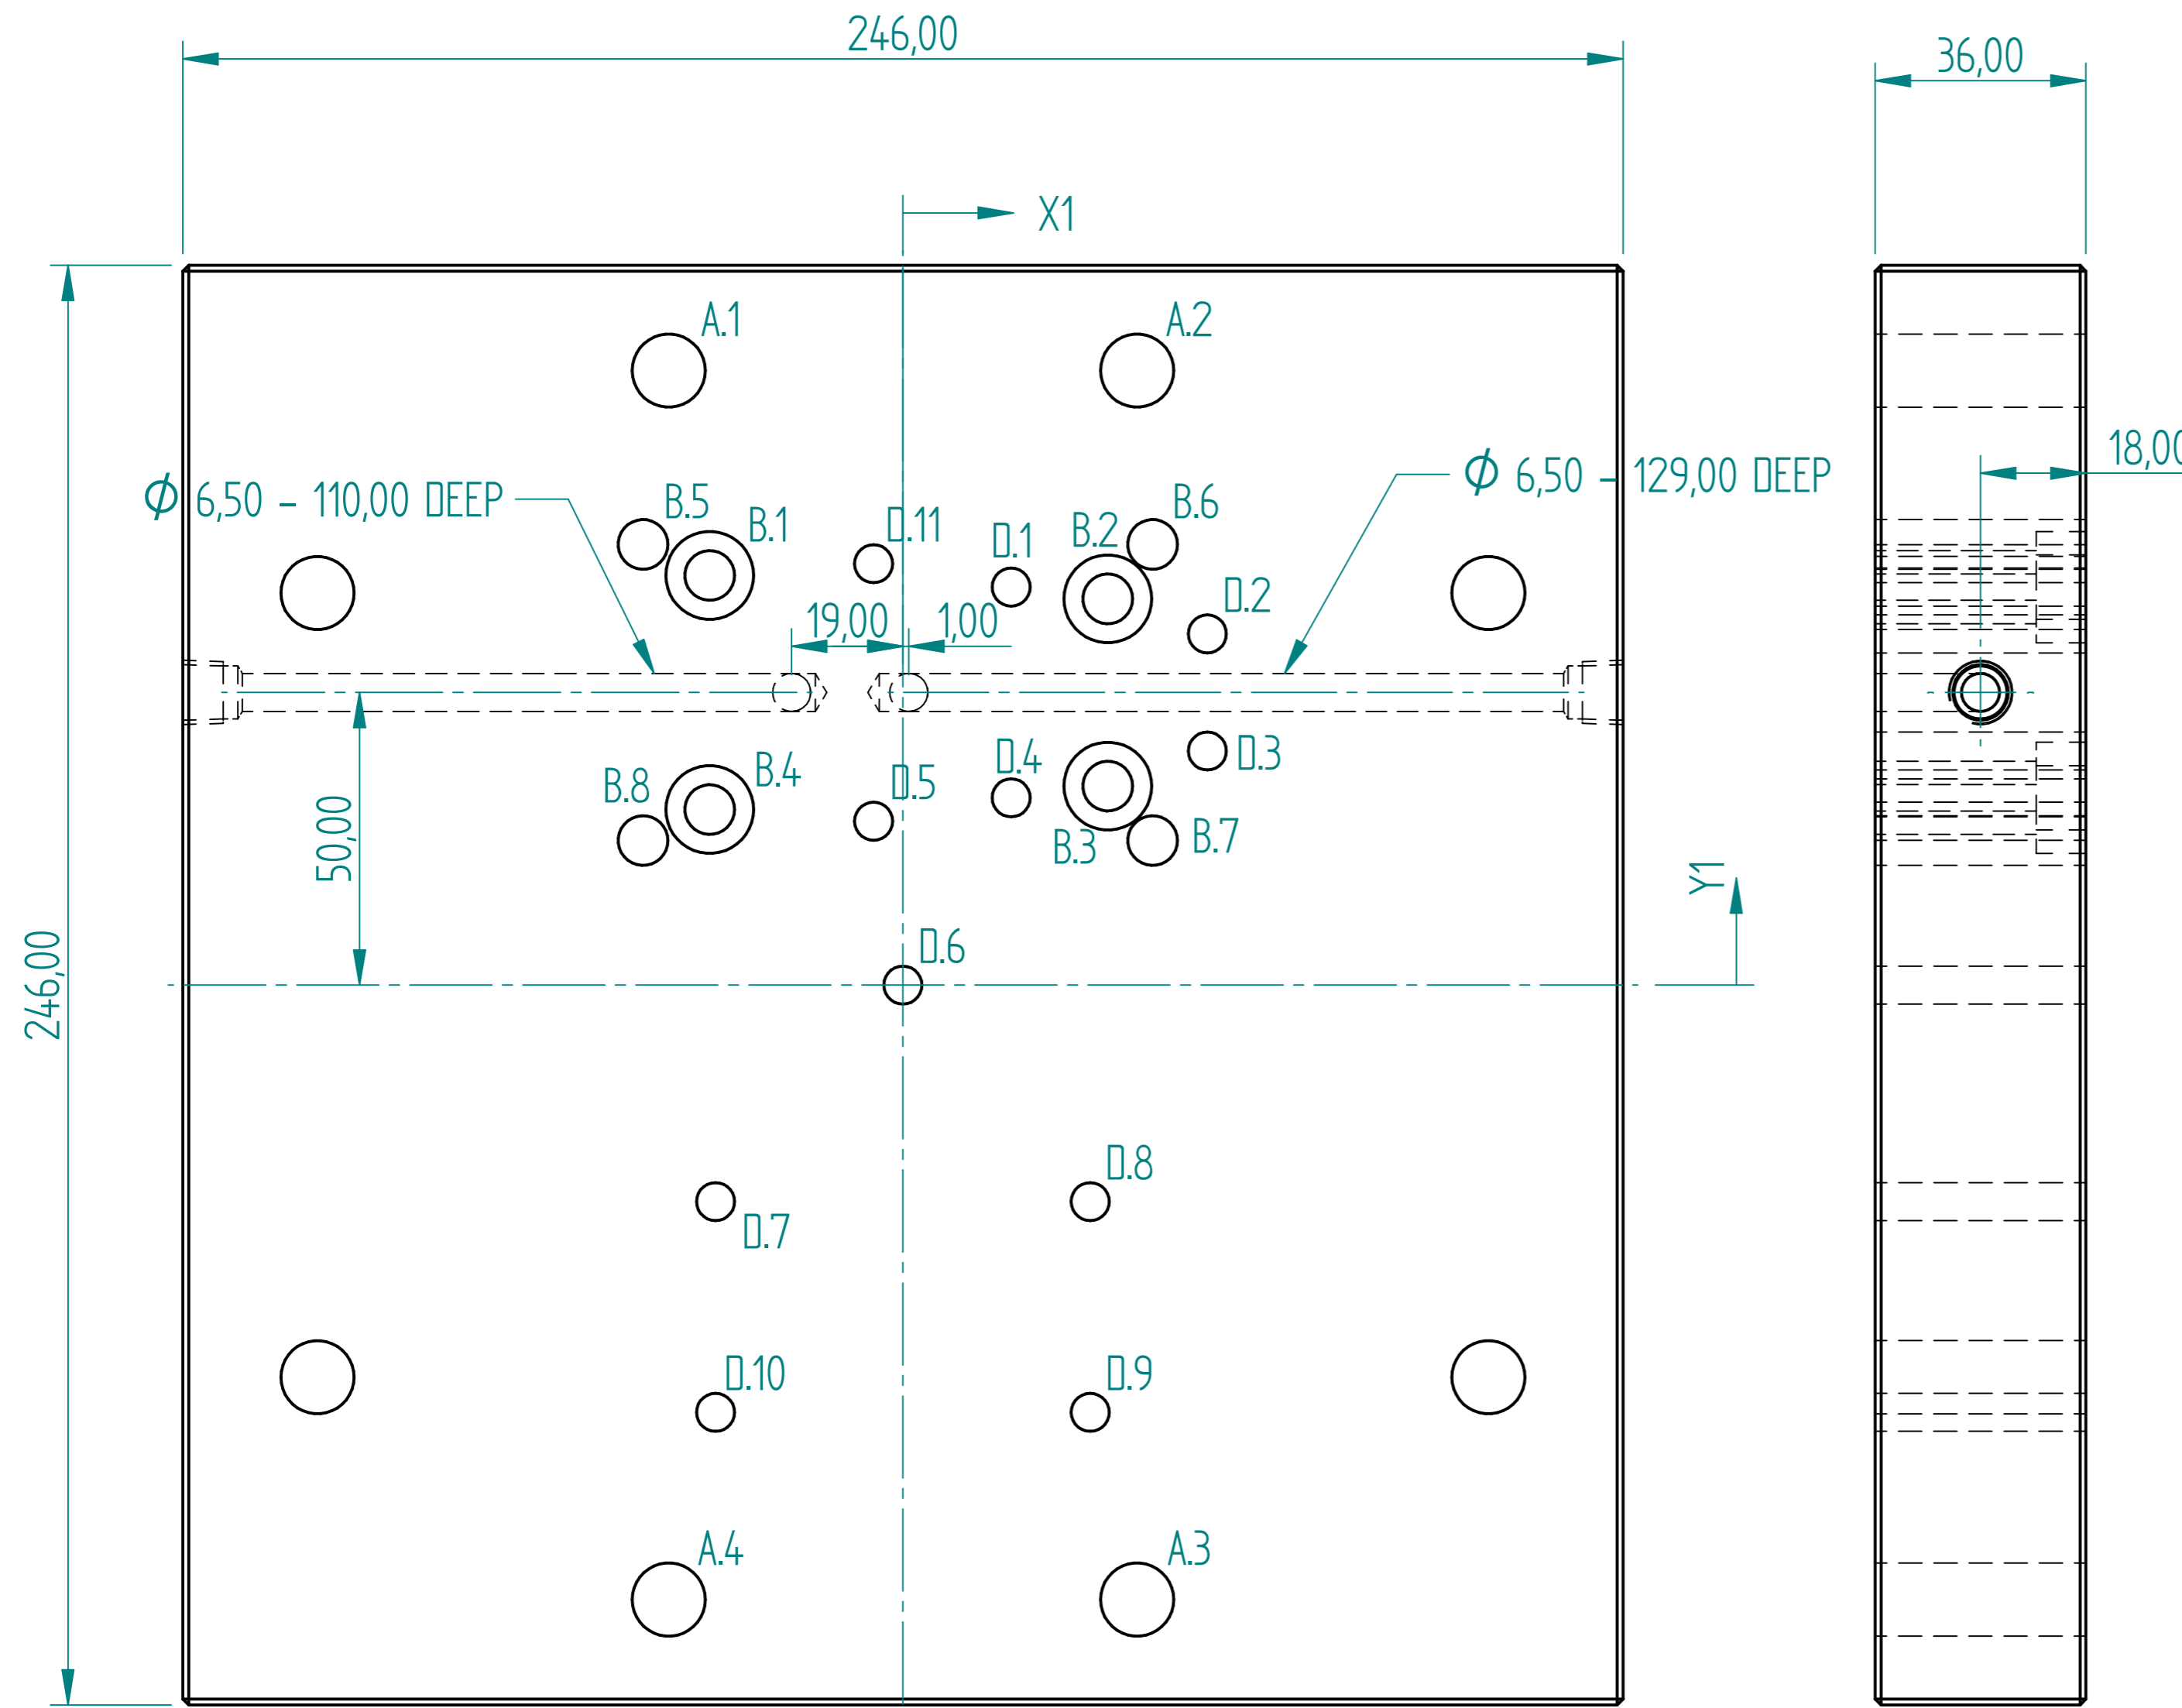 246,00
36,00
X1
A.1
A.2
18,00
⌀ 6,50 - 110,00 DEEP
⌀ 6,50 - 129,00 DEEP
B.5
B.1
D.11
D.1
B.2
B.6
D.2
19,00
1,00
B.8
B.4
D.5
D.4
D.3
B.3
B.7
50,00
Y1
246,00
D.6
D.8
D.7
D.10
D.9
A.4
A.3